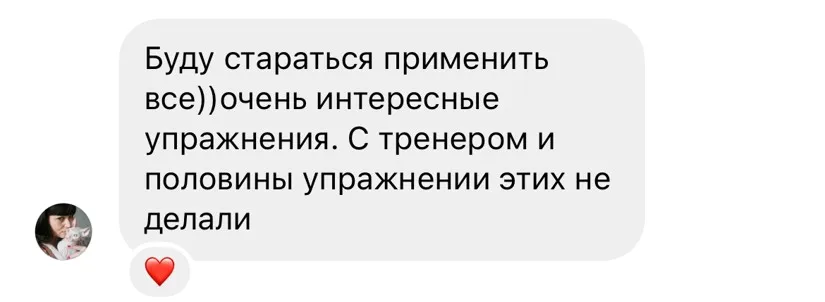 Буду стараться применить
все))очень интересные
упражнения. С тренером и
половины упражнении этих не
делали